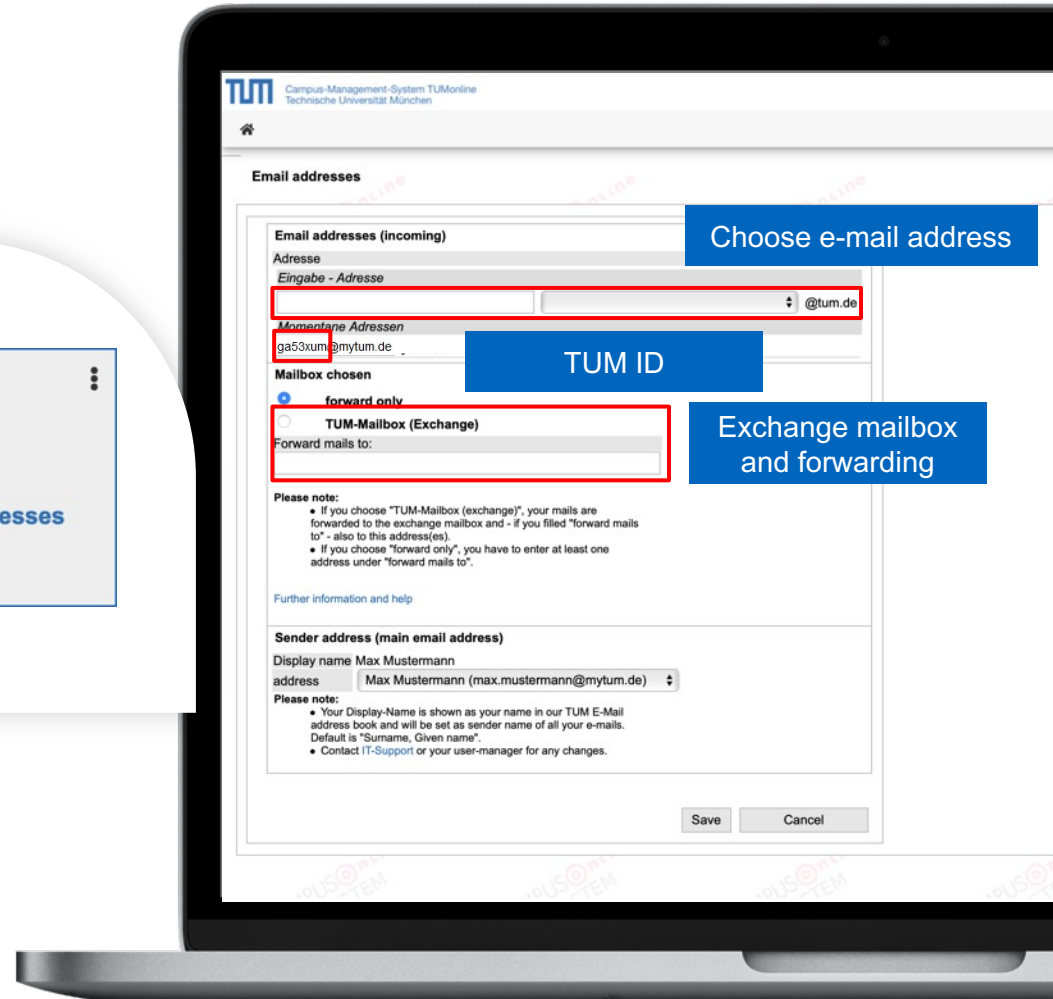 TUM
Campus-Management-System TUMonline
Technische Universität München
Email addresses
Email addresses (incoming)
Choose e-mail address
Adresse
Eingabe - Adresse
@tum.de
Momentane Adressen
ga53xum@mytum.de
TUM ID
Mailbox chosen
forward only
TUM-Mailbox (Exchange)
Forward mails to:
Exchange mailbox
and forwarding
esses
Please note:
• If you choose "TUM-Mailbox (exchange)", your mails are
forwarded to the exchange mailbox and - if you filled "forward mails
to" - also to this address(es).
• If you choose "forward only", you have to enter at least one
address under "forward mails to".
Further information and help
Sender address (main email address)
Display name Max Mustermann
address Max Mustermann (max.mustermann@mytum.de)
Please note:
• Your Display-Name is shown as your name in our TUM E-Mail
address book and will be set as sender name of all your e-mails.
Default is "Surname, Given name".
• Contact IT-Support or your user-manager for any changes.
Save Cancel